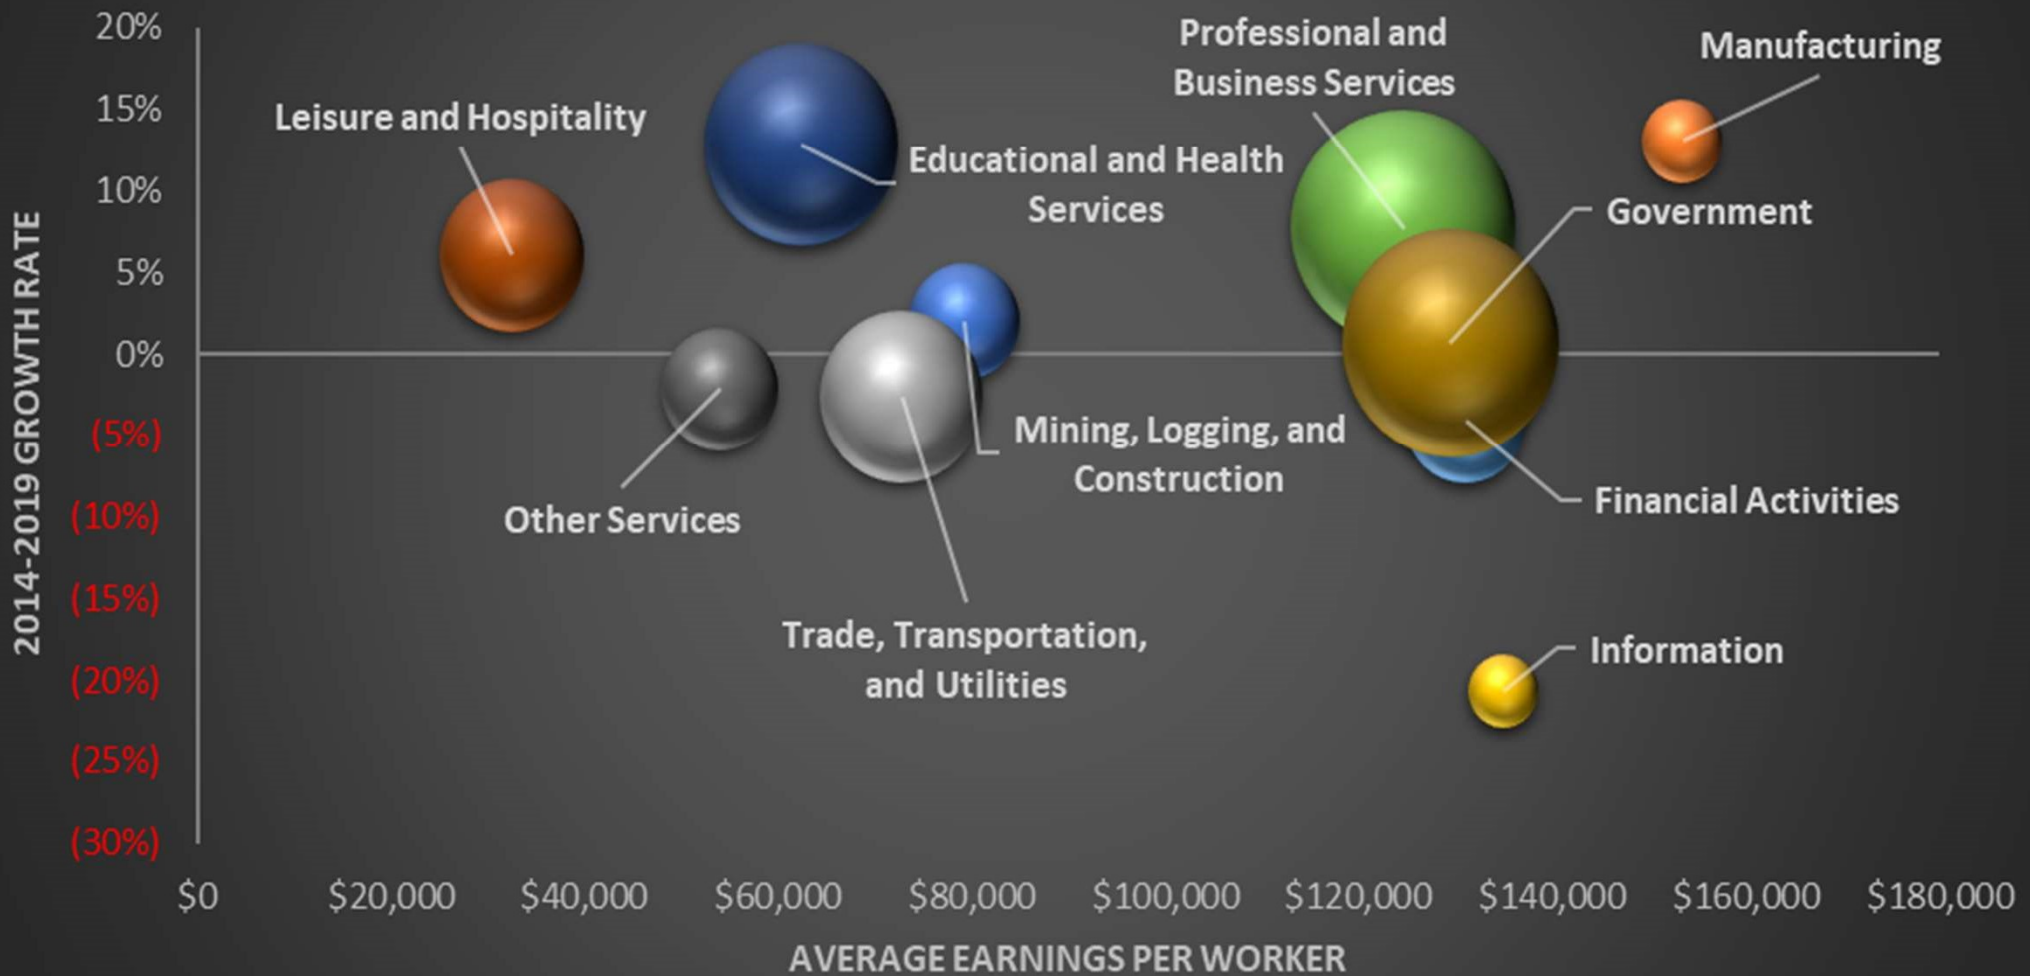 20%
15%
10%
5%
0%
(5%)
(10%)
(15%)
(20%)
(25%)
(30%)
2014-2019 GROWTH RATE
Leisure and Hospitality
Educational and Health
Services
Professional and
Business Services
Manufacturing
Government
Mining, Logging, and
Construction
Financial Activities
Other Services
Trade, Transportation,
and Utilities
Information
$0 $20,000 $40,000 $60,000 $80,000 $100,000 $120,000 $140,000 $160,000 $180,000
AVERAGE EARNINGS PER WORKER